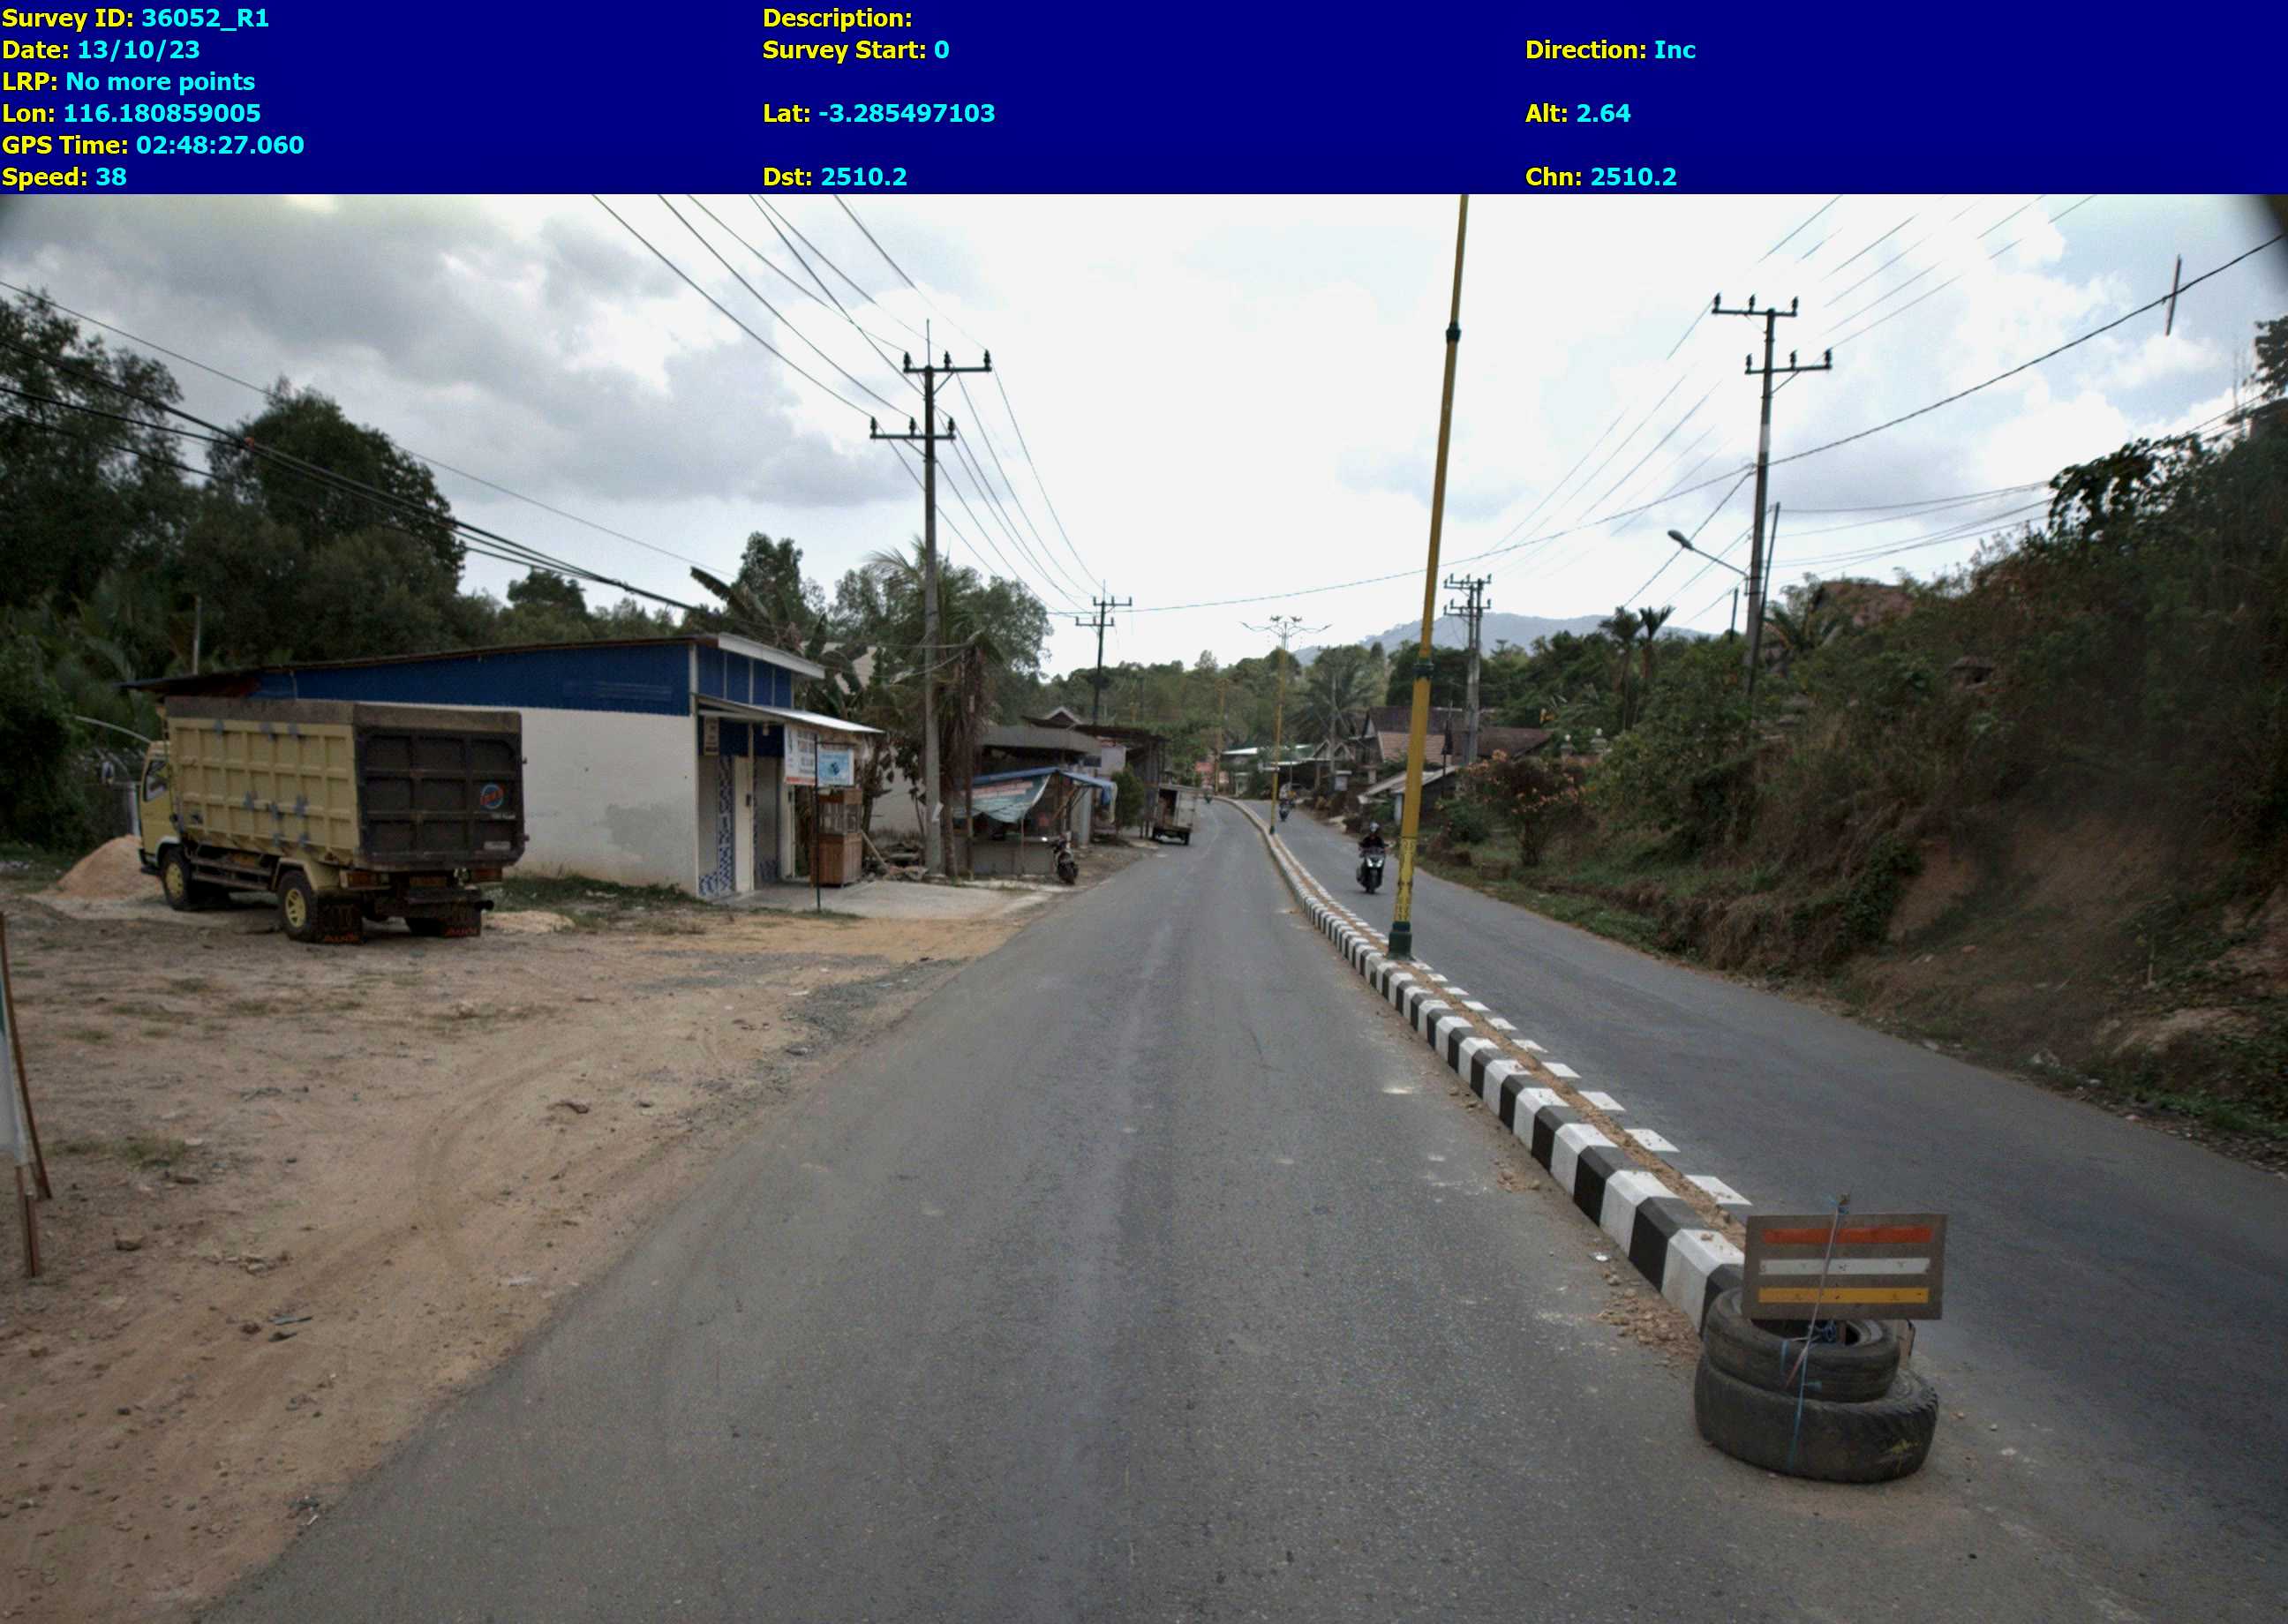 Survey ID: 36052_R1
Description:
Date: 13/10/23
Survey Start: 0
Direction: Inc
LRP: No more points
Lon: 116.180859005
Lat: -3.285497103
Alt: 2.64
GPS Time: 02:48:27.060
Speed: 38
Dst: 2510.2
Chn: 2510.2